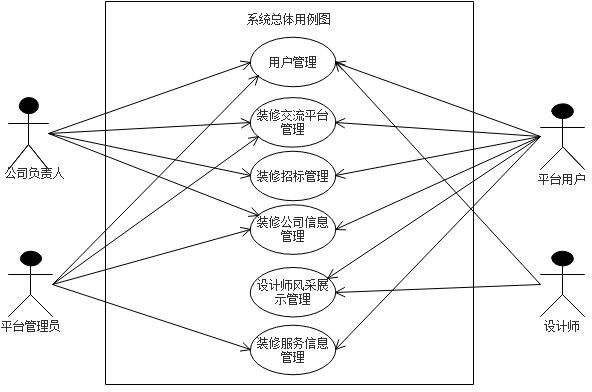 系统总体用例图
用户管理
装修交流平台
管理
公司负责人
装修招标管理
平台用户
装修公司信息
管理
设计师风采展
示管理
平台管理员
设计师
装修服务信息
管理